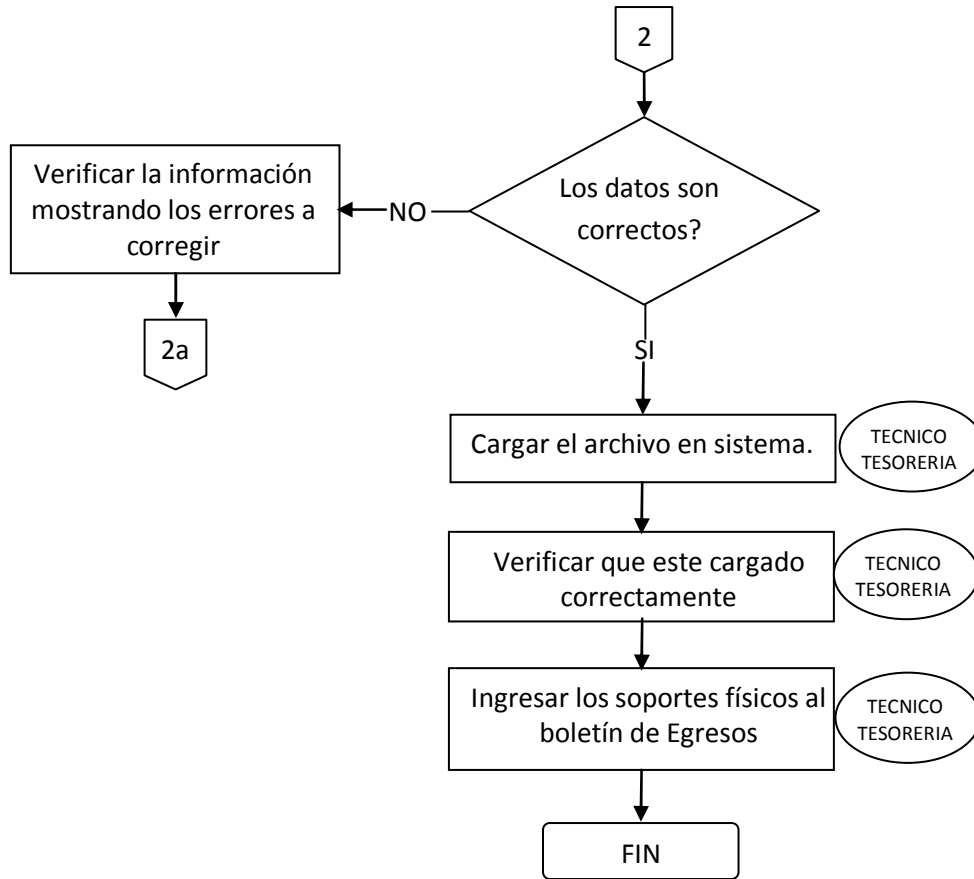 2
Los datos son
correctos?
NO
Verificar la información
mostrando los errores a
corregir
2a
SI
Cargar el archivo en sistema.
TECNICO
TESORERIA
Verificar que este cargado
correctamente
TECNICO
TESORERIA
Ingresar los soportes físicos al
boletín de Egresos
TECNICO
TESORERIA
FIN